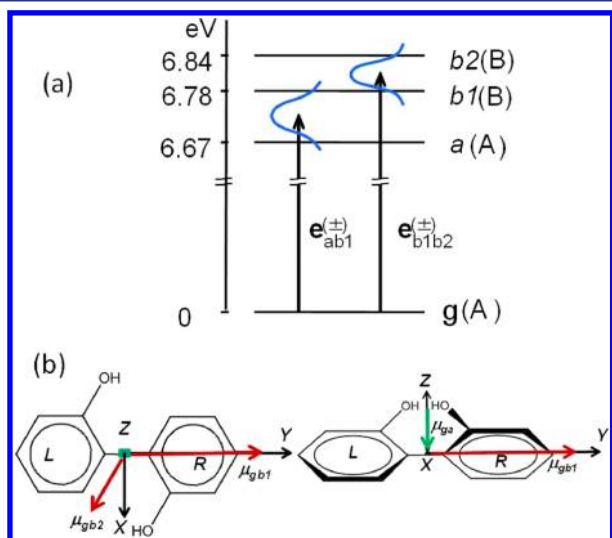 eV
(a)
6.84 b2(B)
6.78 b1(B)
6.67 a(A)
e(±)ab1 e(±)b1b2
0 g(A)
(b)
OH Z OH HO μga
L Z Y L X R Y
R μgb1 μgb1
μgb2 X HO